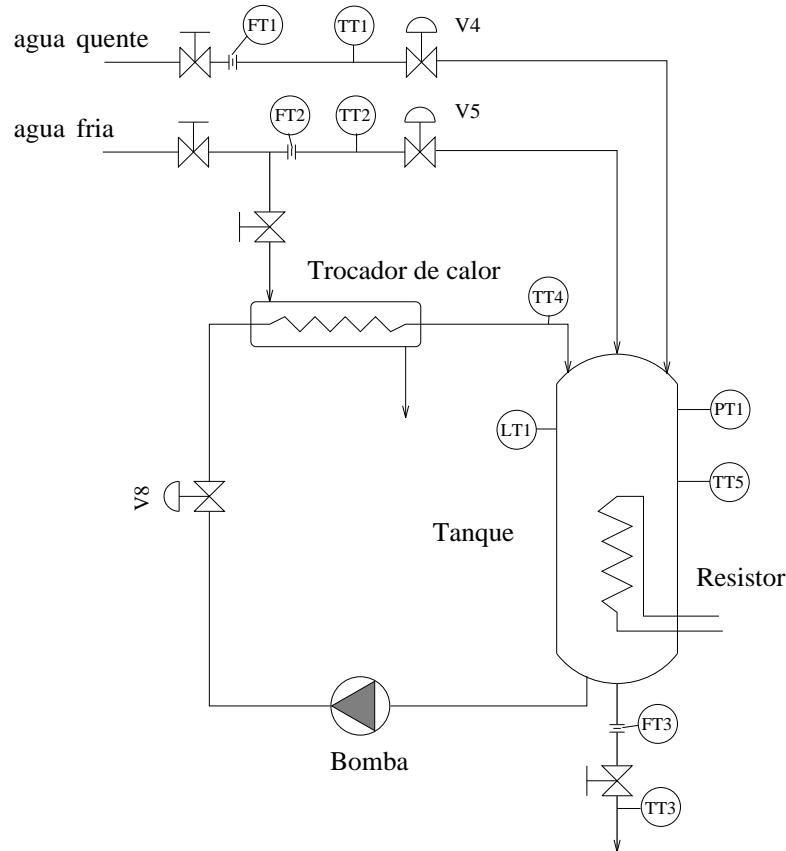 agua quente
FT1
TT1
V4
agua fria
FT2
TT2
V5
Trocador de calor
TT4
LT1
PT1
TT5
V8
Tanque
Resistor
Bomba
FT3
TT3